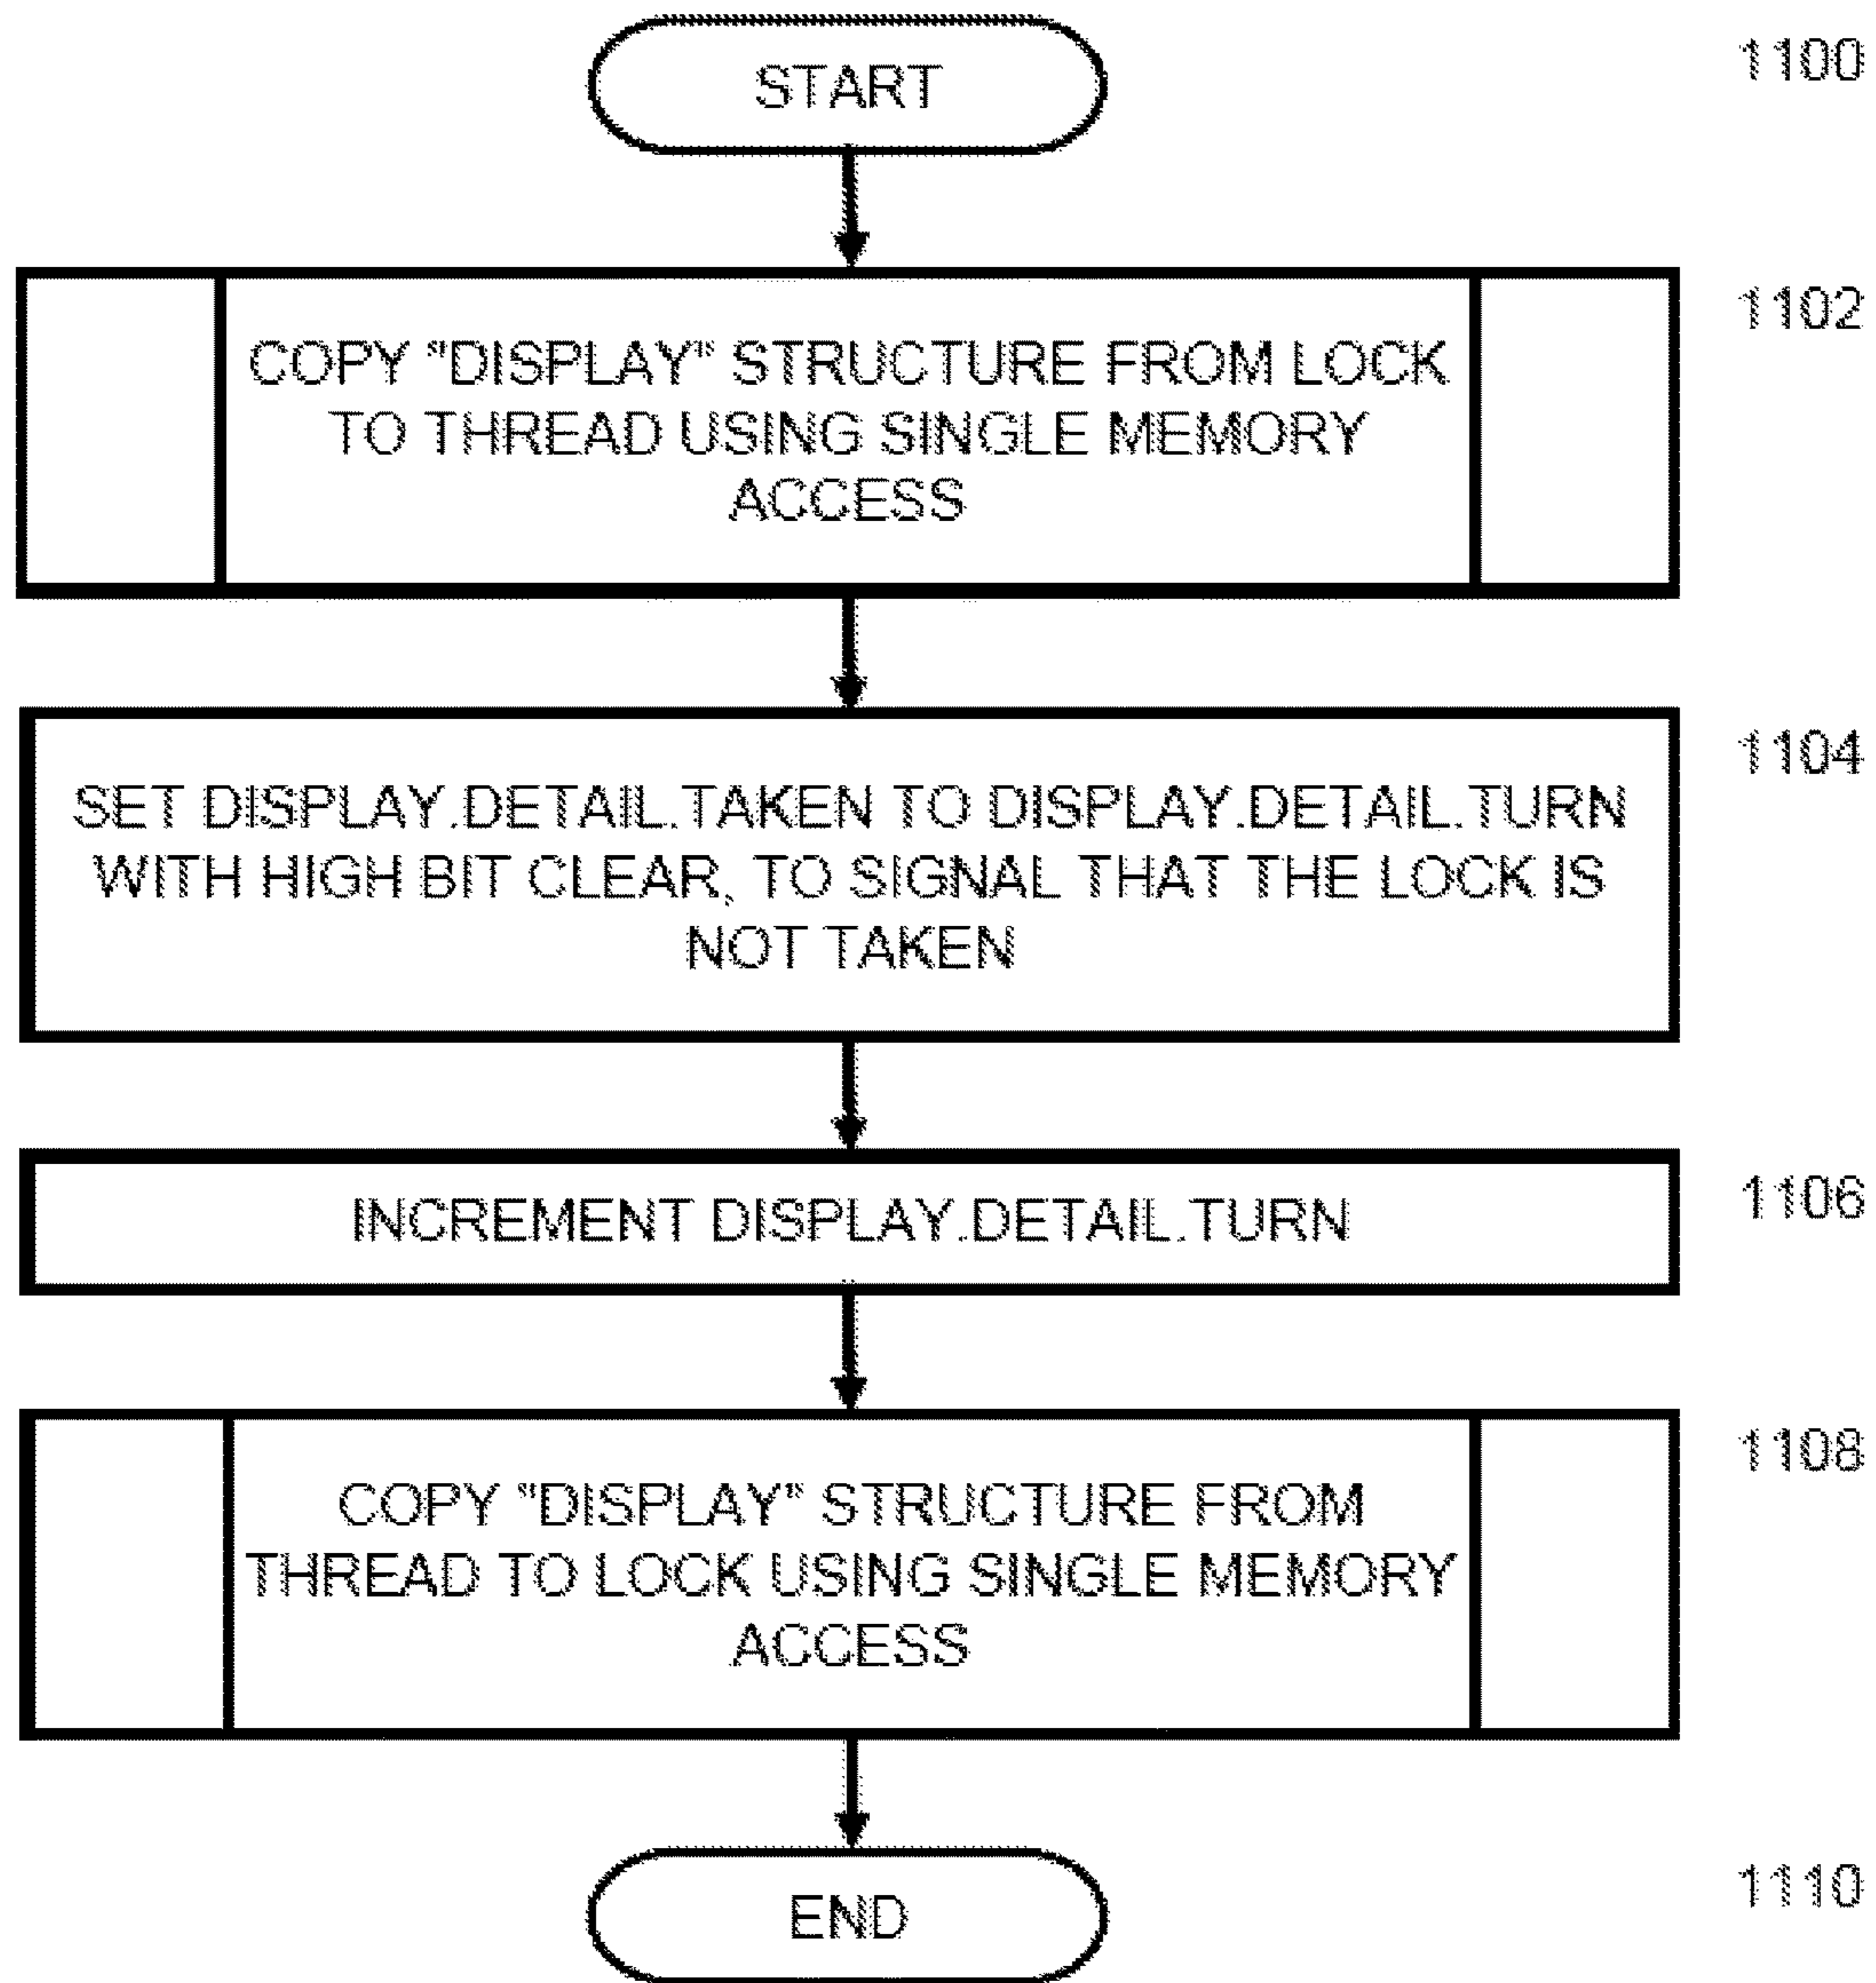 START
1100
COPY "DISPLAY" STRUCTURE FROM LOCK
TO THREAD USING SINGLE MEMORY
ACCESS
1102
SET DISPLAY.DETAIL.TAKEN TO DISPLAY.DETAIL.TURN
WITH HIGH BIT CLEAR, TO SIGNAL THAT THE LOCK IS
NOT TAKEN
1104
INCREMENT DISPLAY.DETAIL.TURN
1106
COPY "DISPLAY" STRUCTURE FROM
THREAD TO LOCK USING SINGLE MEMORY
ACCESS
1108
END
1110